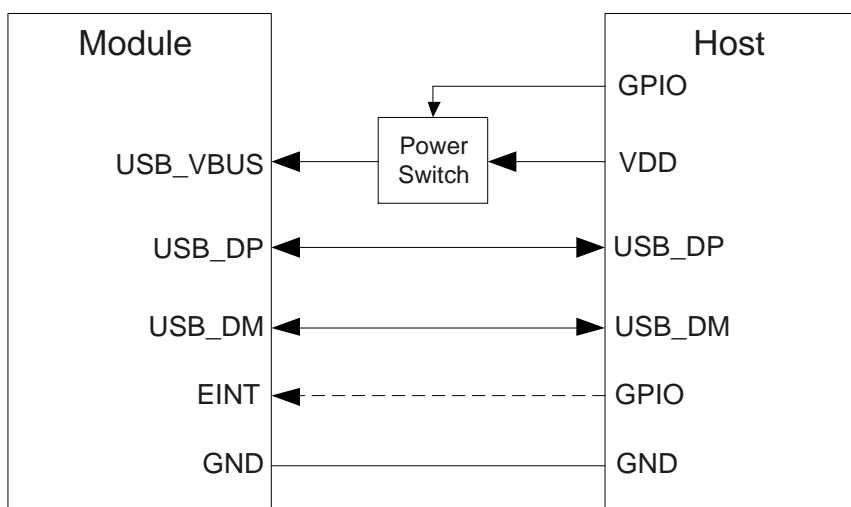 Module
Host
GPIO
Power
Switch
USB_VBUS
VDD
USB_DP
USB_DP
USB_DM
USB_DM
EINT
GPIO
GND
GND